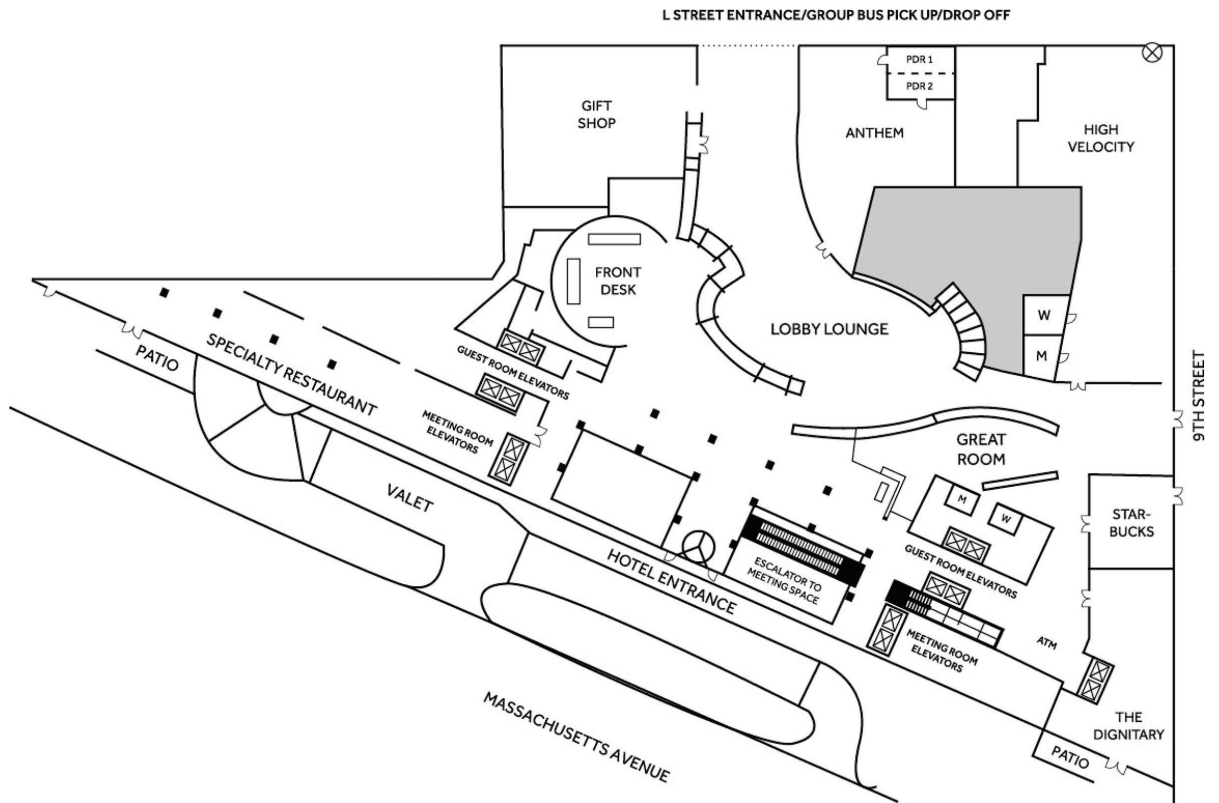 L STREET ENTRANCE/GROUP BUS PICK UP/DROP OFF
PDR 1
PDR 2
GIFT
SHOP
ANTHEM
HIGH
VELOCITY
FRONT
DESK
LOBBY LOUNGE
W
M
SPECIALTY RESTAURANT
PATIO
GUEST ROOM ELEVATORS
MEETING ROOM
ELEVATORS
9TH STREET
GREAT
ROOM
M
W
STAR-
BUCKS
VALET
HOTEL ENTRANCE
ESCALATOR TO
MEETING SPACE
GUEST ROOM ELEVATORS
MEETING ROOM
ELEVATORS
ATM
THE
DIGNITARY
PATIO
MASSACHUSETTS AVENUE